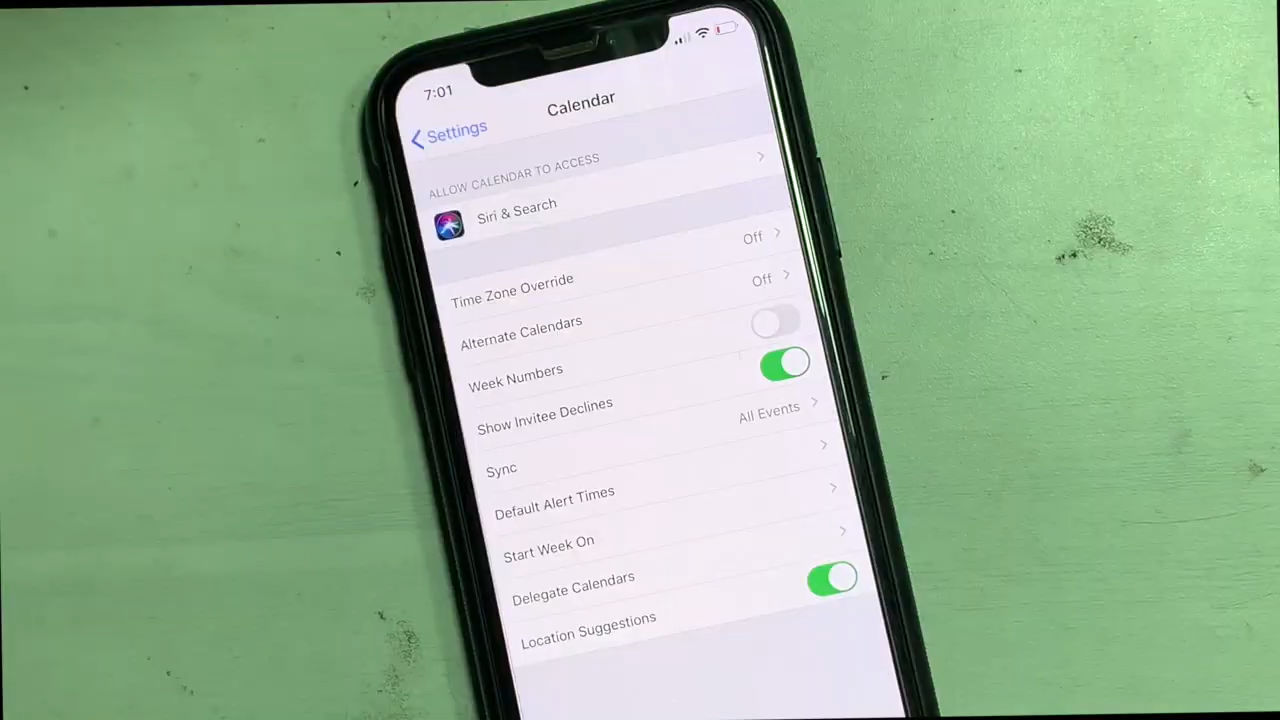 7:01
Settings
Calendar
ALLOW CALENDAR TO ACCESS
Siri & Search
Time Zone Override Off
Alternate Calendars Off
Week Numbers
Show Invitee Declines
Sync All Events
Default Alert Times
Start Week On
Delegate Calendars
Location Suggestions